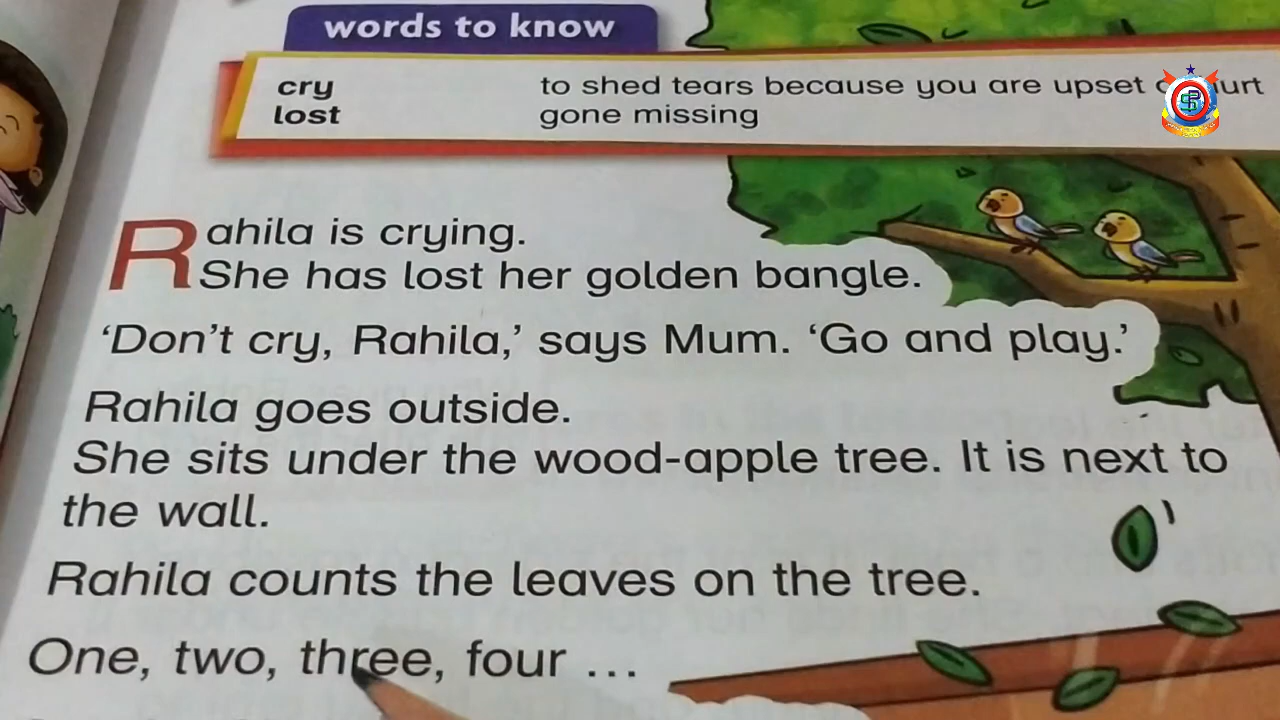 words to know
cry to shed tears because you are upset
lost gone missing
Rahila is crying.
She has lost her golden bangle.
‘Don’t cry, Rahila,’ says Mum. ‘Go and play.’
Rahila goes outside.
She sits under the wood-apple tree. It is next to
the wall.
Rahila counts the leaves on the tree.
One, two, three, four ...